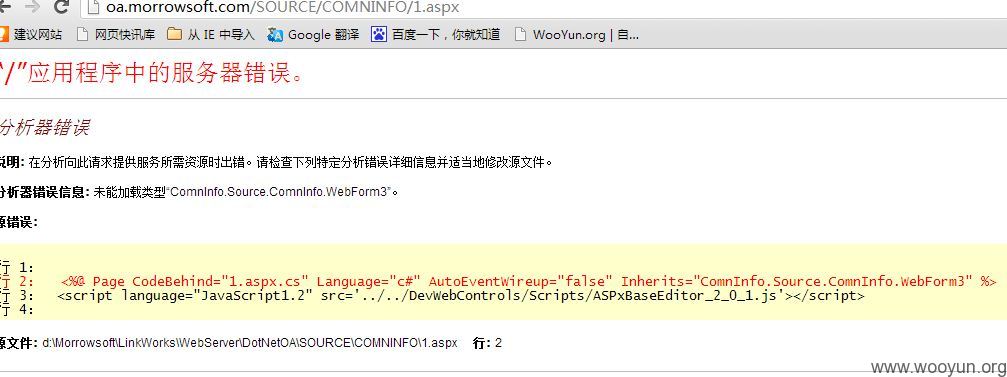 oa.morrowsoft.com/SOURCE/COMNINFO/1.aspx
建议网站 网页快讯库 从 IE 中导入 Google 翻译 百度一下，你就知道 WooYun.org | 自...
“/”应用程序中的服务器错误。
分析器错误
说明: 在分析向此请求提供服务所需资源时出错。请检查下列特定分析错误详细信息并适当地修改源文件。
分析器错误信息: 未能加载类型“ComnInfo.Source.ComnInfo.WebForm3”。
源错误:
行 1:
行 2: <%@ Page CodeBehind="1.aspx.cs" Language="c#" AutoEventWireup="false" Inherits="ComnInfo.Source.ComnInfo.WebForm3" %>
行 3: <script language="JavaScript1.2" src='../../DevWebControls/Scripts/ASPxBaseEditor_2_0_1.js'></script>
行 4:
源文件: d:\Morrowsoft\LinkWorks\WebServer\DotNetOA\SOURCE\COMNINFO\1.aspx 行: 2
www.wooyun.org